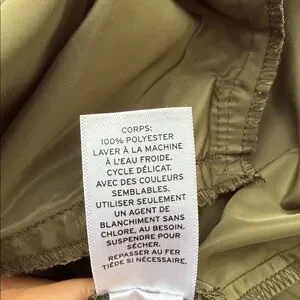 CORPS:
100% POLYESTER
LAVER À LA MACHINE
À L'EAU FROIDE.
CYCLE DÉLICAT.
AVEC DES COULEURS
SEMBLABLES.
UTILISER SEULEMENT
UN AGENT DE
BLANCHIMENT SANS
CHLORE, AU BESOIN.
SUSPENDRE POUR
SÉCHER.
REPASSER AU FER
TIÈDE SI NÉCESSAIRE.